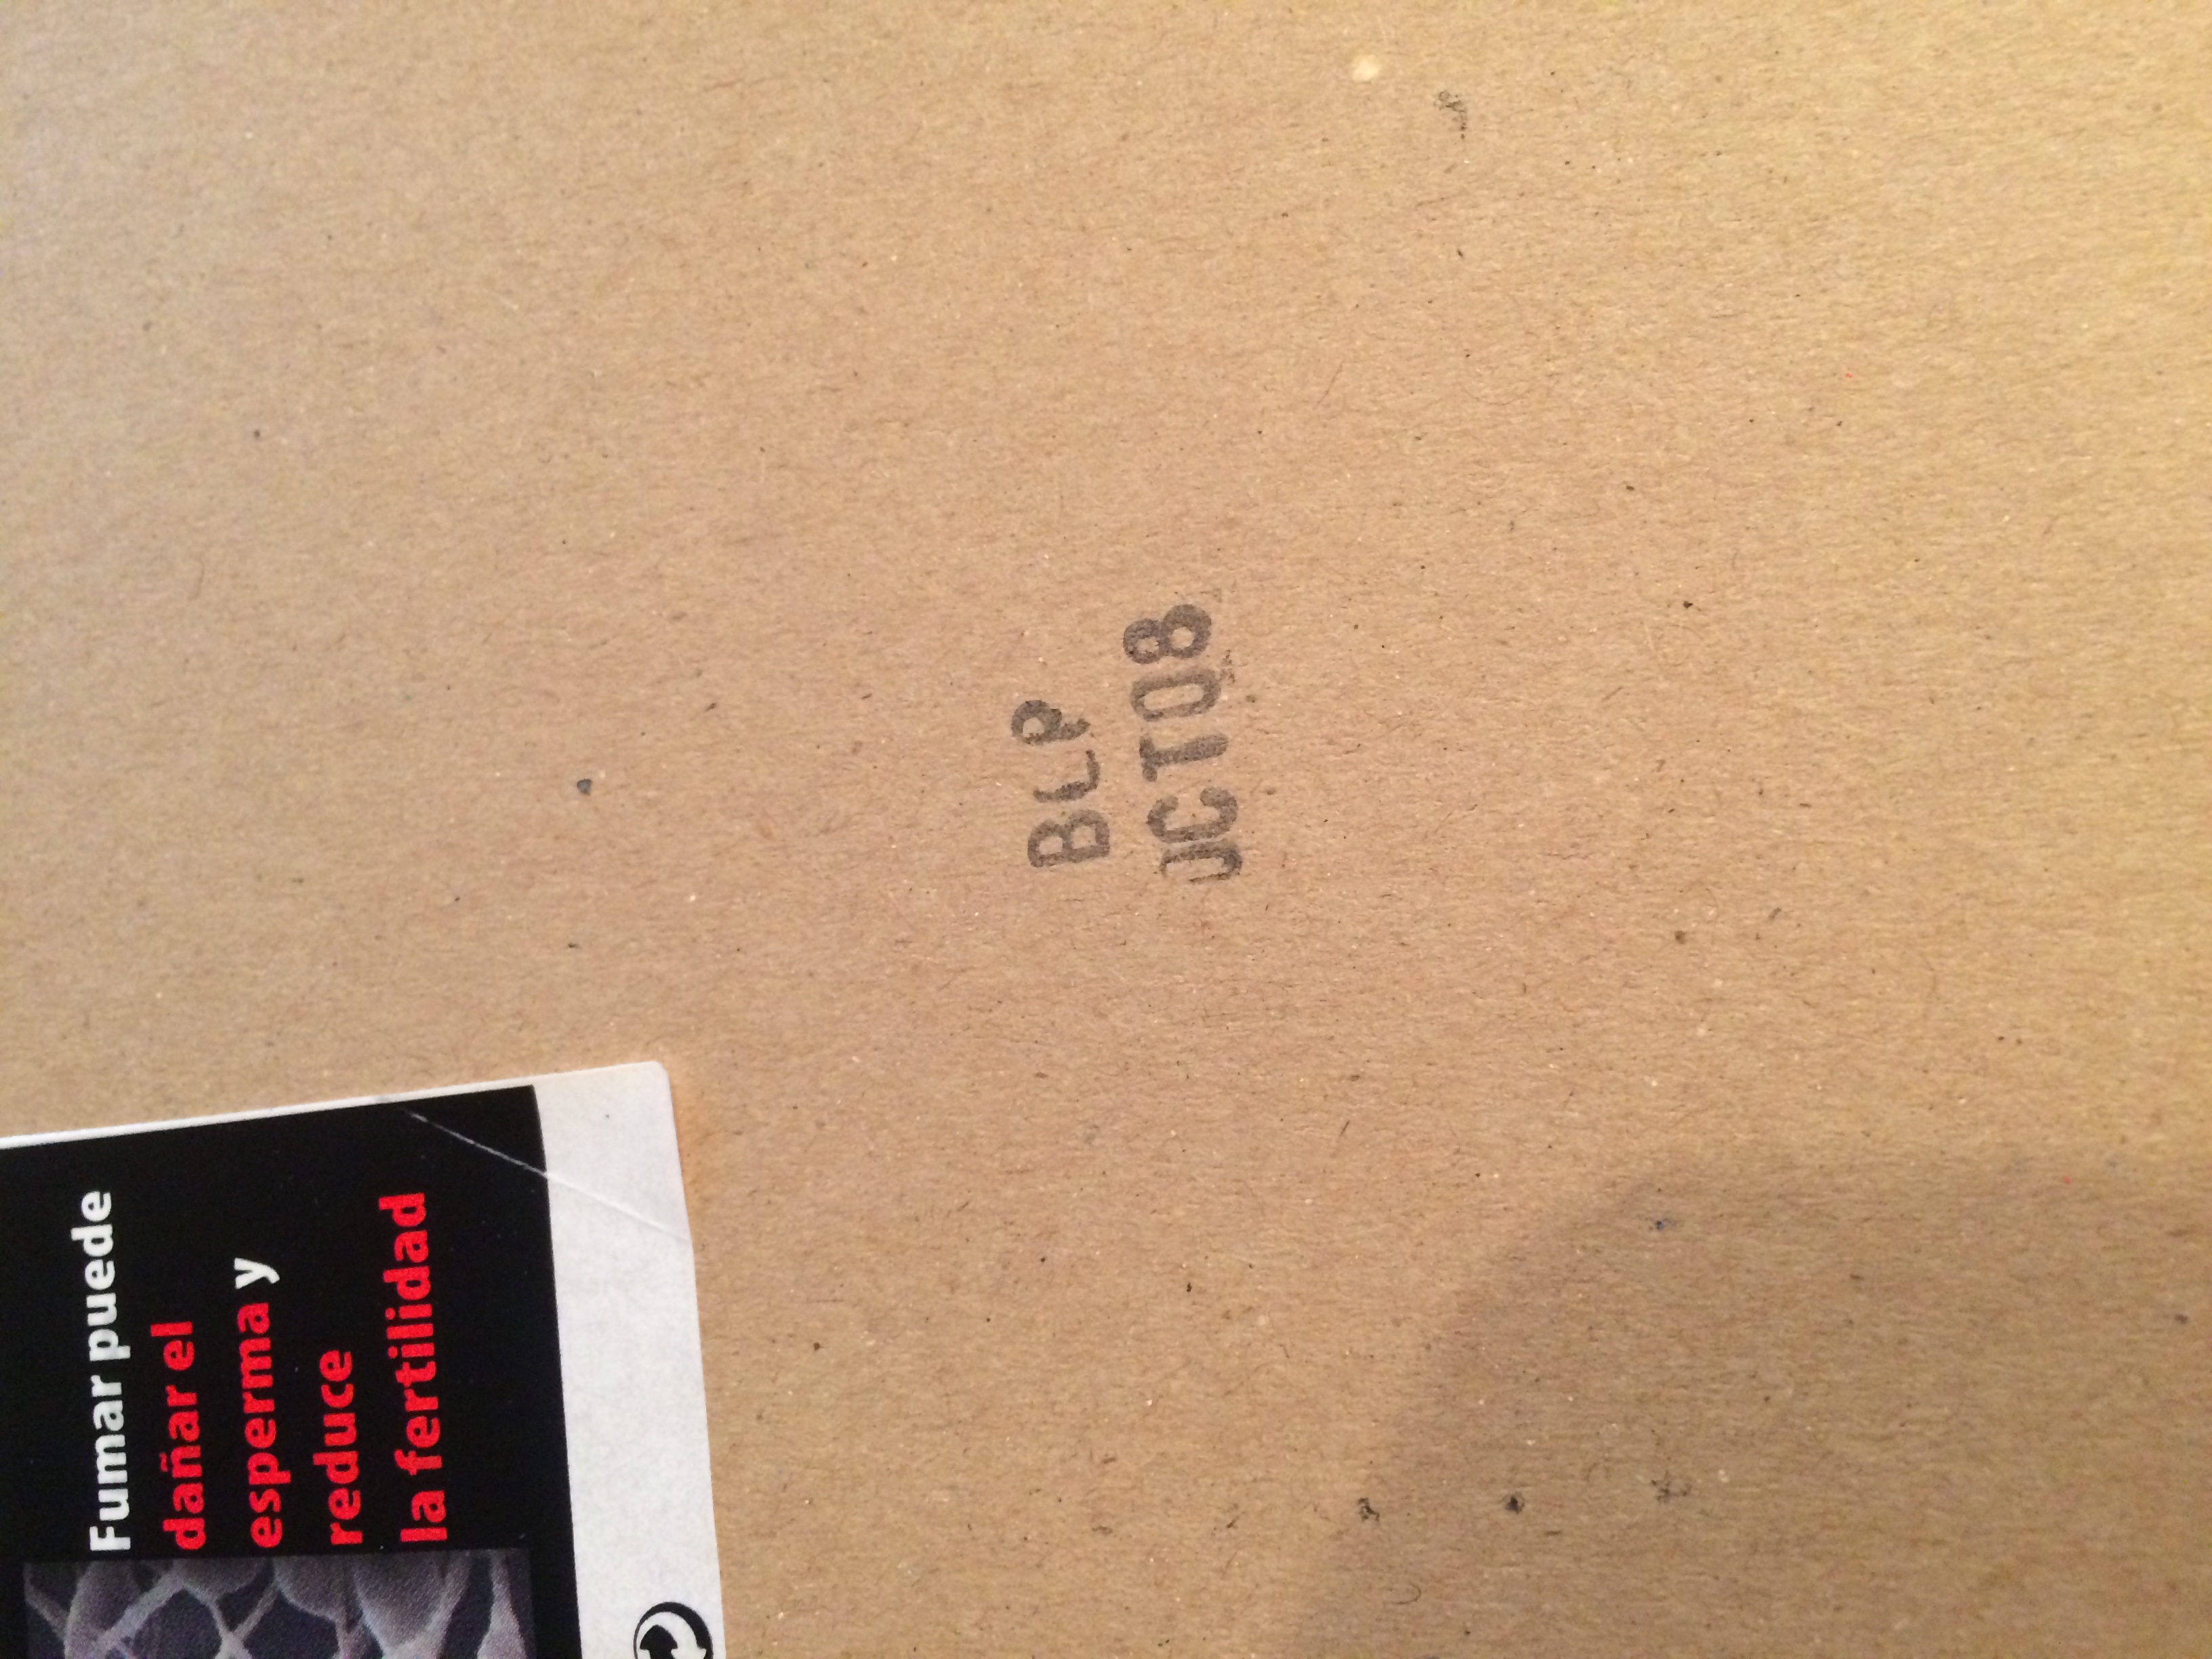 BLP
OCT08
Fumar puede
dañar el
esperma y
reduce
la fertilidad